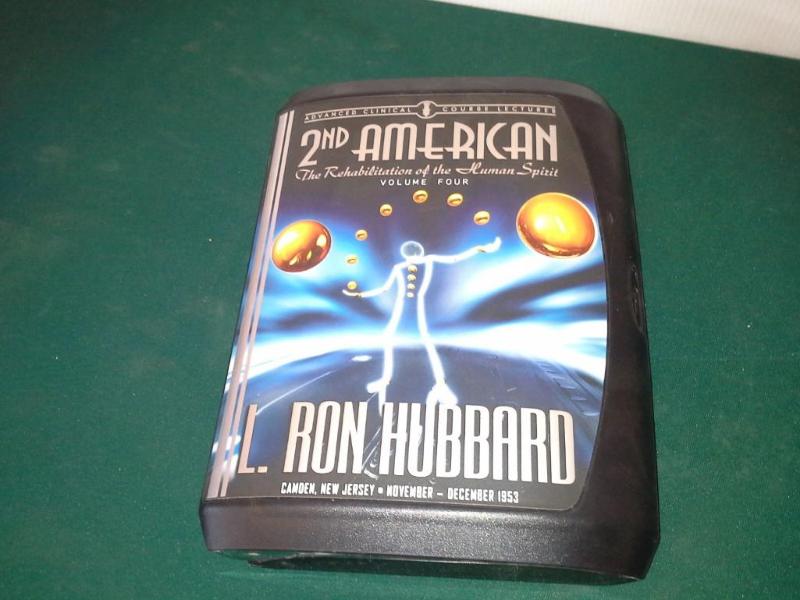 ADVANCED CLINICAL COURSE LECTURES
2ND AMERICAN
The Rehabilitation of the Human Spirit
VOLUME FOUR
L. RON HUBBARD
CAMDEN, NEW JERSEY • NOVEMBER – DECEMBER 1953